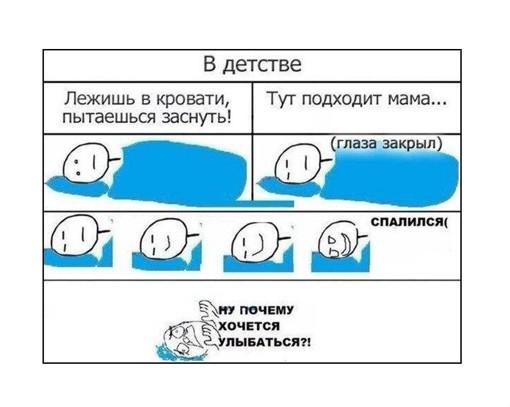 В детстве
Лежишь в кровати,
пытаешься заснуть!
Тут подходит мама...
(глаза закрыл)
СПАЛИЛСЯ(
НУ ПОЧЕМУ
ХОЧЕТСЯ
УЛЫБАТЬСЯ?!